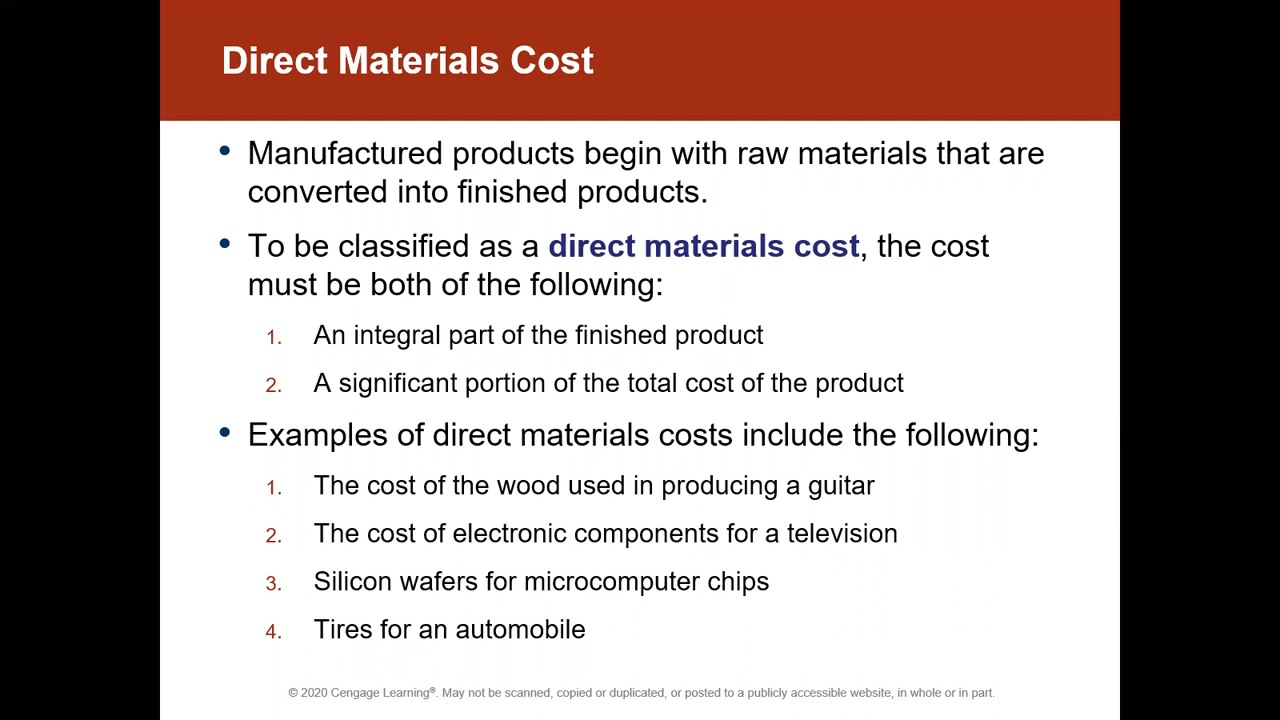 Direct Materials Cost
• Manufactured products begin with raw materials that are
converted into finished products.
• To be classified as a direct materials cost, the cost
must be both of the following:
1. An integral part of the finished product
2. A significant portion of the total cost of the product
• Examples of direct materials costs include the following:
1. The cost of the wood used in producing a guitar
2. The cost of electronic components for a television
3. Silicon wafers for microcomputer chips
4. Tires for an automobile
© 2020 Cengage Learning®. May not be scanned, copied or duplicated, or posted to a publicly accessible website, in whole or in part.